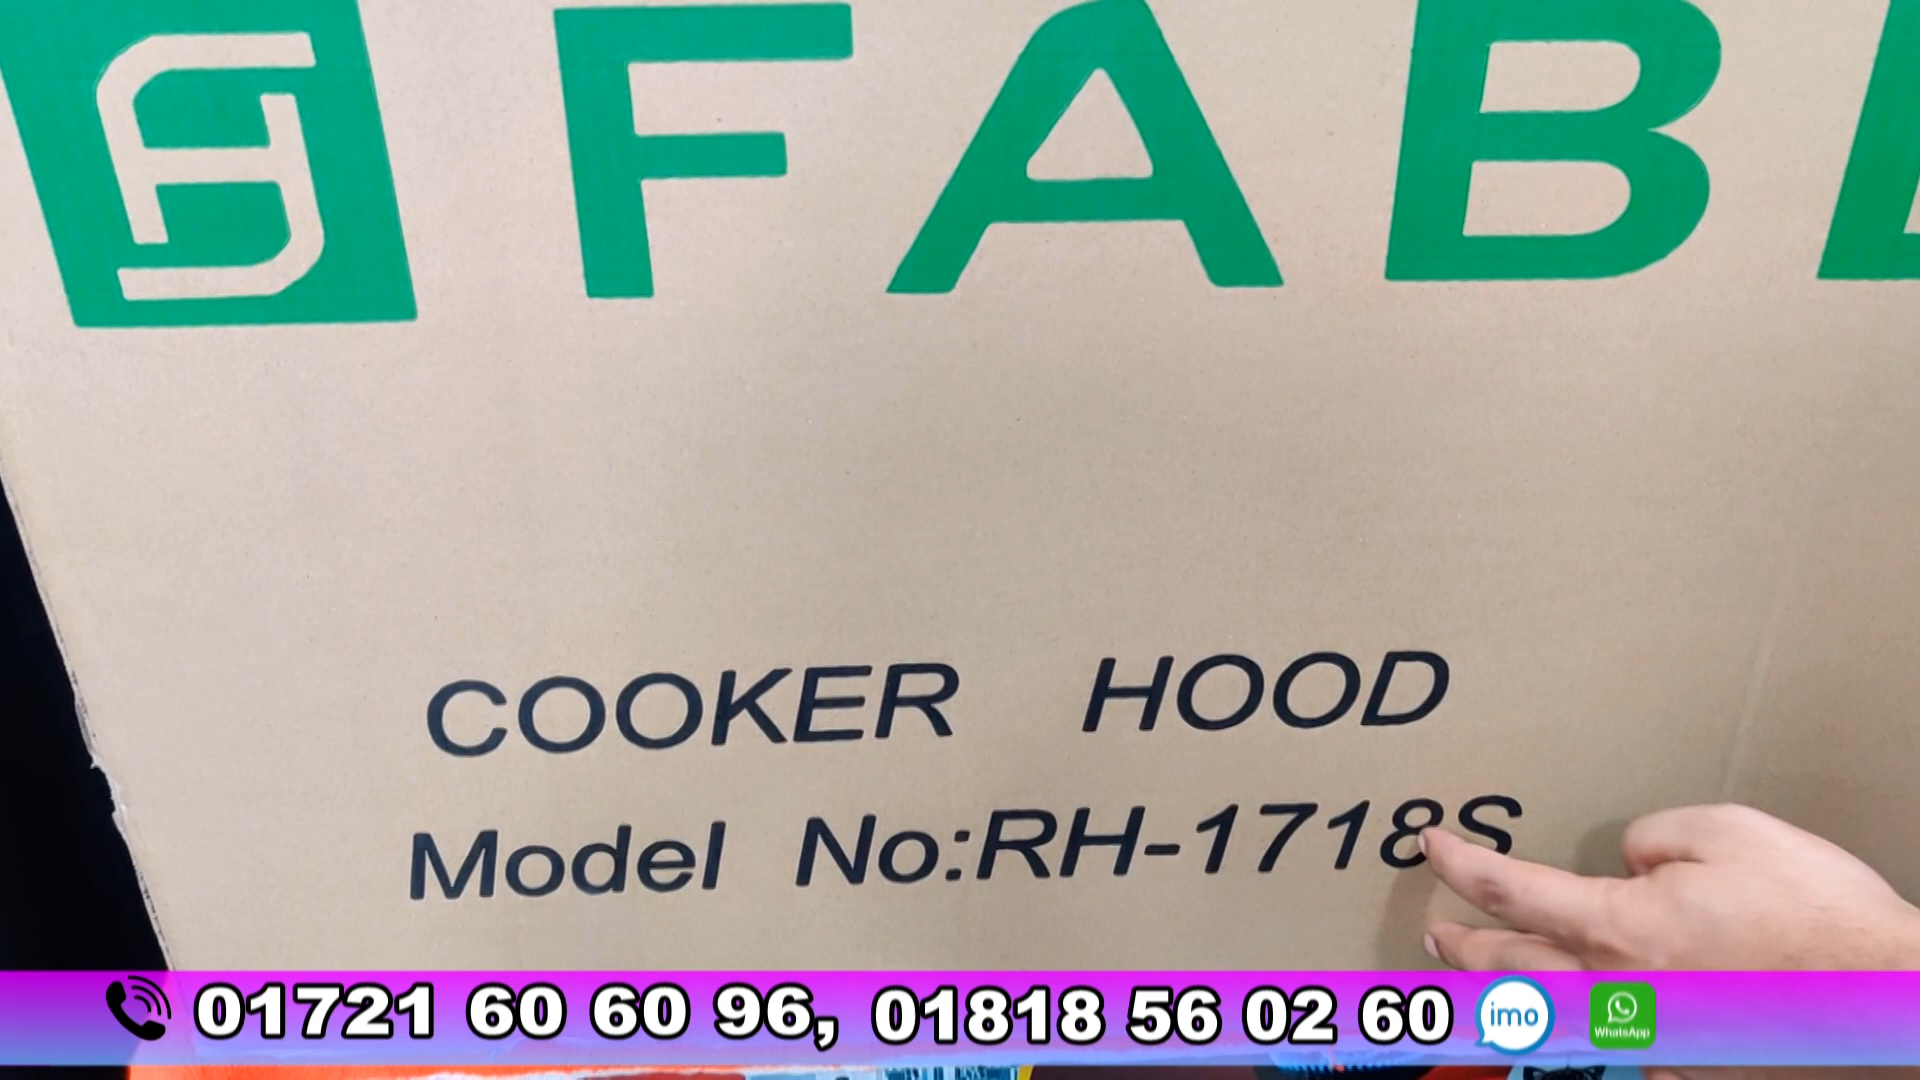 FAB
COOKER HOOD
Model No:RH-1718S
01721 60 60 96, 01818 56 02 60
imo
WhatsApp